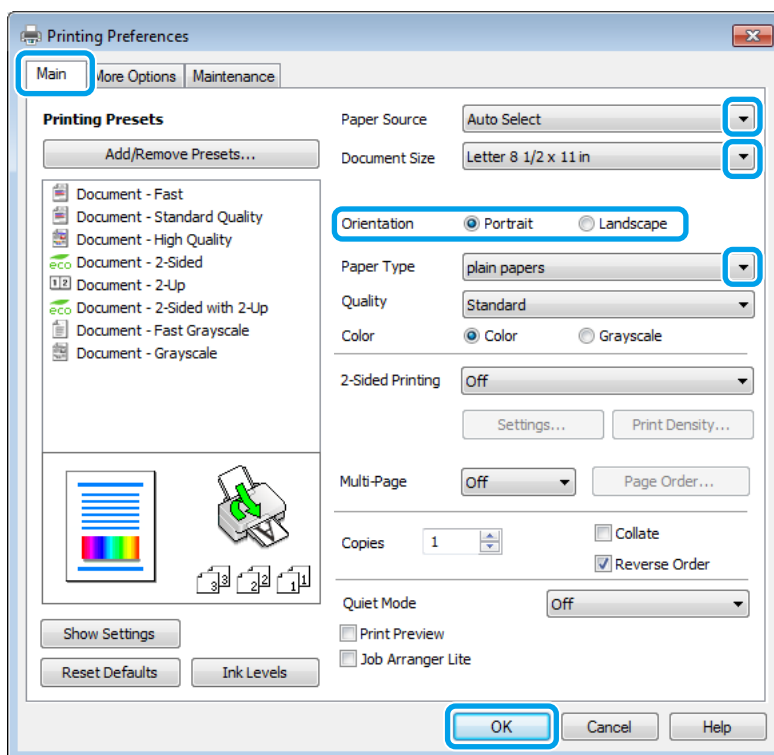 Printing Preferences
Main More Options Maintenance
Printing Presets
Add/Remove Presets...
Document - Fast
Document - Standard Quality
Document - High Quality
eco Document - 2-Sided
1 2 Document - 2-Up
eco Document - 2-Sided with 2-Up
Document - Fast Grayscale
Document - Grayscale
3 3 2 2 1 1
Show Settings
Reset Defaults Ink Levels
Paper Source Auto Select
Document Size Letter 8 1/2 x 11 in
Orientation Portrait Landscape
Paper Type plain papers
Quality Standard
Color Color Grayscale
2-Sided Printing Off
Settings... Print Density...
Multi-Page Off Page Order...
Copies 1 Collate
Reverse Order
Quiet Mode Off
Print Preview
Job Arranger Lite
OK Cancel Help